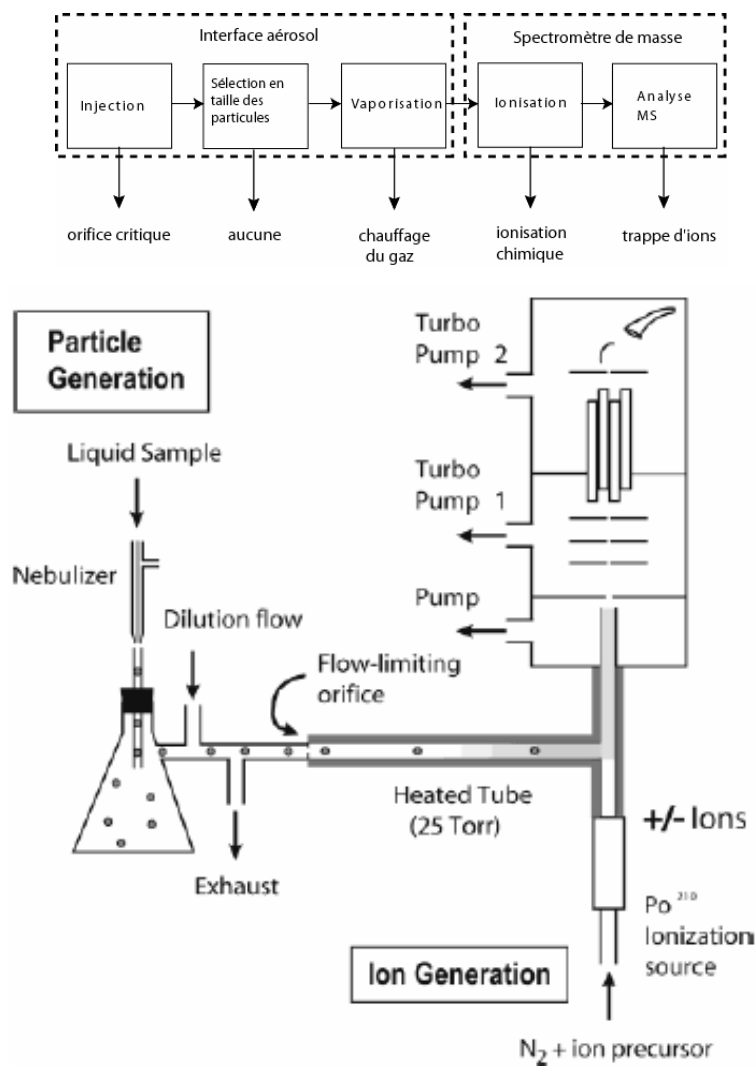 Interface aérosol
Spectromètre de masse
Injection
Sélection en
taille des
particules
Vaporisation
Ionisation
Analyse
MS
orifice critique
aucune
chauffage
du gaz
ionisation
chimique
trappe d'ions
Particle
Generation
Liquid Sample
Nebulizer
Dilution flow
Flow-limiting
orifice
Turbo
Pump 2
Turbo
Pump 1
Pump
Heated Tube
(25 Torr)
Exhaust
+/- Ions
Po 210
Ionization
source
Ion Generation
N2 + ion precursor